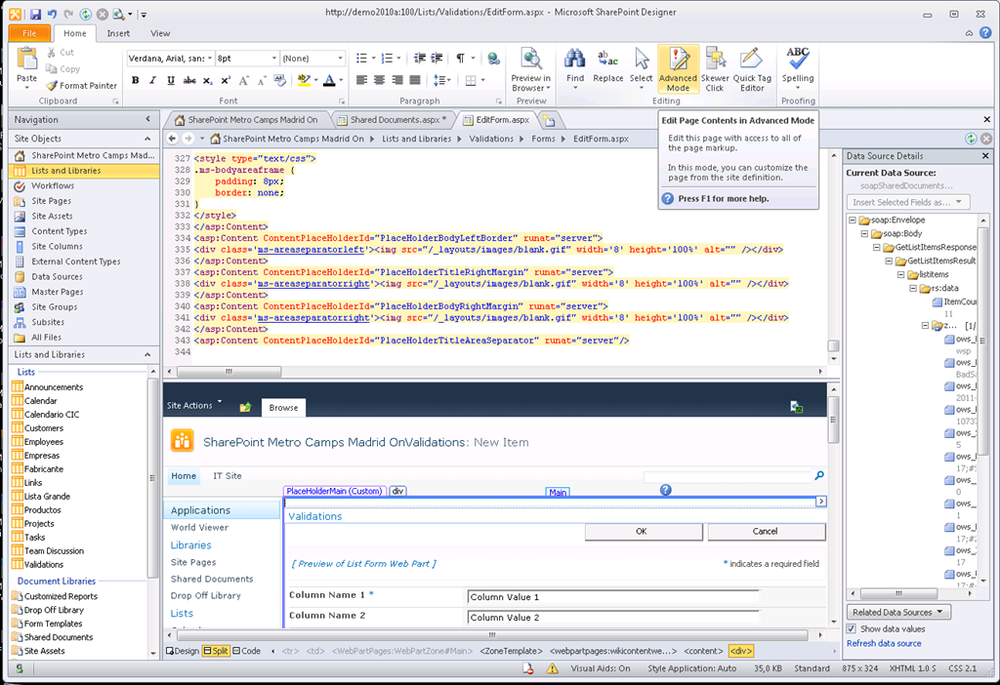 http://demo2010a:100/Lists/Validations/EditForm.aspx - Microsoft SharePoint Designer
File Home Insert View
Paste
Cut
Copy
Format Painter
Clipboard
Verdana, Arial, sans- 8pt (None)
B I U abc
Font
Paragraph
Preview in Browser
Preview
Find
Replace
Select
Advanced Mode
Skewer Click
Quick Tag Editor
Editing
ABC
Spelling
Proofing
Navigation
Site Objects
SharePoint Metro Camps Mad...
Lists and Libraries
Workflows
Site Pages
Site Assets
Content Types
Site Columns
External Content Types
Data Sources
Master Pages
Site Groups
Subsites
All Files
Lists and Libraries
Lists
Announcements
Calendar
Calendario CIC
Customers
Employees
Empresas
Fabricante
Links
Lista Grande
Productos
Projects
Tasks
Team Discussion
Validations
Document Libraries
Customized Reports
Drop Off Library
Form Templates
Shared Documents
Site Assets
SharePoint Metro Camps Madrid On
Shared Documents.aspx *
EditForm.aspx
SharePoint Metro Camps Madrid On Lists and Libraries Validations Forms EditForm.aspx
Edit Page Contents in Advanced Mode
Edit this page with access to all of
the page markup.
In this mode, you can customize the
page from the site definition.
Press F1 for more help.
327 <style type="text/css">
328 .ms-bodyareaframe {
329 padding: 8px;
330 border: none;
331 }
332 </style>
333 </asp:Content>
334 <asp:Content ContentPlaceHolderId="PlaceHolderBodyLeftBorder" runat="server">
335 <div class='ms-areaseparatorleft'><img src="/_layouts/images/blank.gif" width='8' height='100%' alt="" /></div>
336 </asp:Content>
337 <asp:Content ContentPlaceHolderId="PlaceHolderTitleRightMargin" runat="server">
338 <div class='ms-areaseparatorright'><img src="/_layouts/images/blank.gif" width='8' height='100%' alt="" /></div>
339 </asp:Content>
340 <asp:Content ContentPlaceHolderId="PlaceHolderBodyRightMargin" runat="server">
341 <div class='ms-areaseparatorright'><img src="/_layouts/images/blank.gif" width='8' height='100%' alt="" /></div>
342 </asp:Content>
343 <asp:Content ContentPlaceHolderId="PlaceHolderTitleAreaSeparator" runat="server"/>
344
Site Actions
Browse
SharePoint Metro Camps Madrid OnValidations: New Item
Home IT Site
PlaceHolderMain (Custom) div Main
Applications
World Viewer
Libraries
Site Pages
Shared Documents
Drop Off Library
Lists
Validations
OK Cancel
[ Preview of List Form Web Part ]
* indicates a required field
Column Name 1 * Column Value 1
Column Name 2 Column Value 2
Design Split Code <tr> <td> <WebPartPages:WebPartZone#Main> <ZoneTemplate> <webpartpages:wikicontentwe...> <content> <div>
Data Source Details
Current Data Source:
soapSharedDocuments...
Insert Selected Fields as...
soap:Envelope
soap:Body
GetListItemsResponse
GetListItemsResult
listitems
rs:data
ItemCou
11
z... [1/
ows_
wsp
ows_
BadSa
ows_
2011-
ows_
10737
ows_
5
ows_
17;#
ows_
0
ows_
1
ows_
17;#
ows_
17
ows_
17;#
Related Data Sources
Show data values
Refresh data source
Visual Aids: On Style Application: Auto 35,0 KB Standard 875 x 324 XHTML 1.0 S CSS 2.1